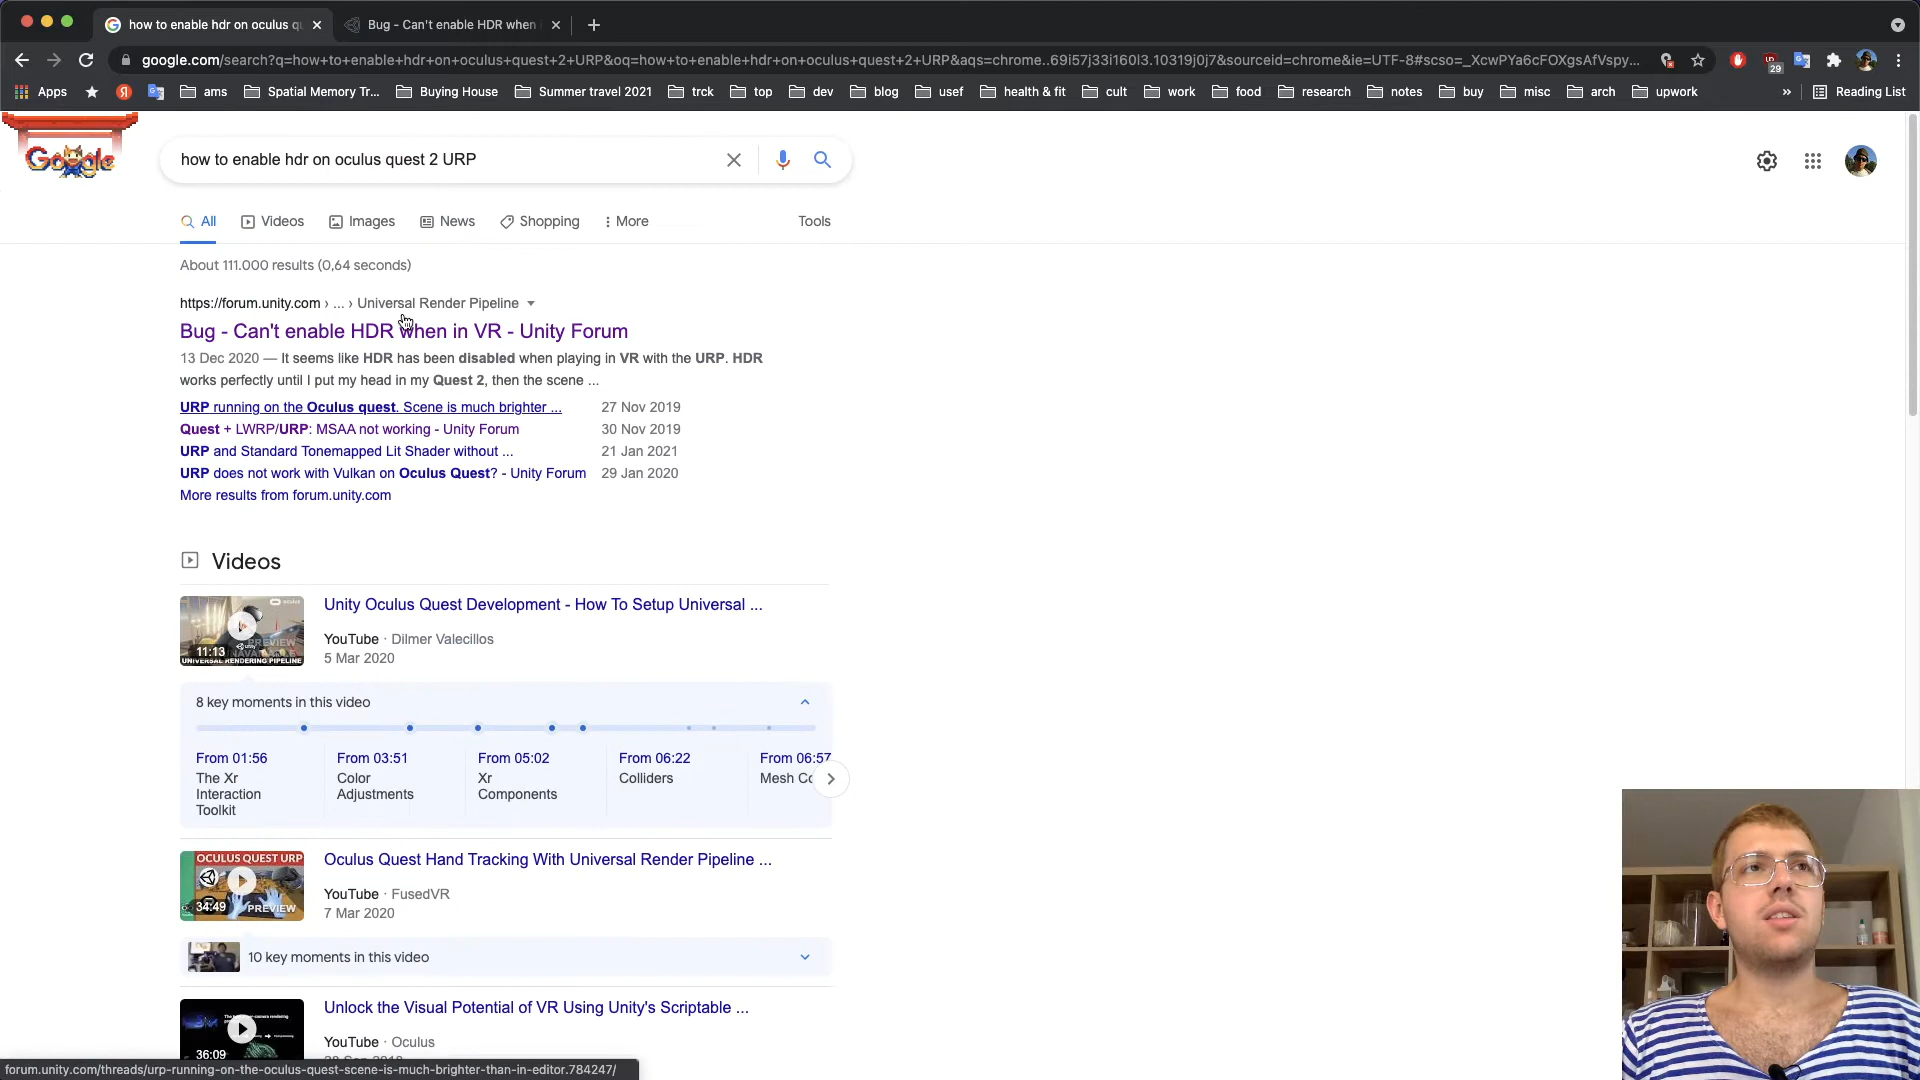 how to enable hdr on oculus qu
Bug - Can't enable HDR when
google.com/search?q=how+to+enable+hdr+on+oculus+quest+2+URP&oq=how+to+enable+hdr+on+oculus+quest+2+URP&aqs=chrome..69i57j33i160l3.10319j0j7&sourceid=chrome&ie=UTF-8#scso=_XcwPYa6cFOXgsAfVspy...
29
Apps
ams
Spatial Memory Tr...
Buying House
Summer travel 2021
trck
top
dev
blog
usef
health & fit
cult
work
food
research
notes
buy
misc
arch
upwork
»
Reading List
Google
how to enable hdr on oculus quest 2 URP
All
Videos
Images
News
Shopping
More
Tools
About 111.000 results (0,64 seconds)
https://forum.unity.com › ... › Universal Render Pipeline
Bug - Can't enable HDR when in VR - Unity Forum
13 Dec 2020 — It seems like HDR has been disabled when playing in VR with the URP. HDR
works perfectly until I put my head in my Quest 2, then the scene ...
URP running on the Oculus quest. Scene is much brighter ... 27 Nov 2019
Quest + LWRP/URP: MSAA not working - Unity Forum 30 Nov 2019
URP and Standard Tonemapped Lit Shader without ... 21 Jan 2021
URP does not work with Vulkan on Oculus Quest? - Unity Forum 29 Jan 2020
More results from forum.unity.com
Videos
Unity Oculus Quest Development - How To Setup Universal ...
YouTube · Dilmer Valecillos
5 Mar 2020
PREVIEW
11:13
UNIVERSAL RENDERING PIPELINE
8 key moments in this video
From 01:56
The Xr
Interaction
Toolkit
From 03:51
Color
Adjustments
From 05:02
Xr
Components
From 06:22
Colliders
From 06:57
Mesh Co
OCULUS QUEST URP
34:49
PREVIEW
Oculus Quest Hand Tracking With Universal Render Pipeline ...
YouTube · FusedVR
7 Mar 2020
10 key moments in this video
Unlock the Visual Potential of VR Using Unity's Scriptable ...
YouTube · Oculus
36:09
forum.unity.com/threads/urp-running-on-the-oculus-quest-scene-is-much-brighter-than-in-editor.784247/